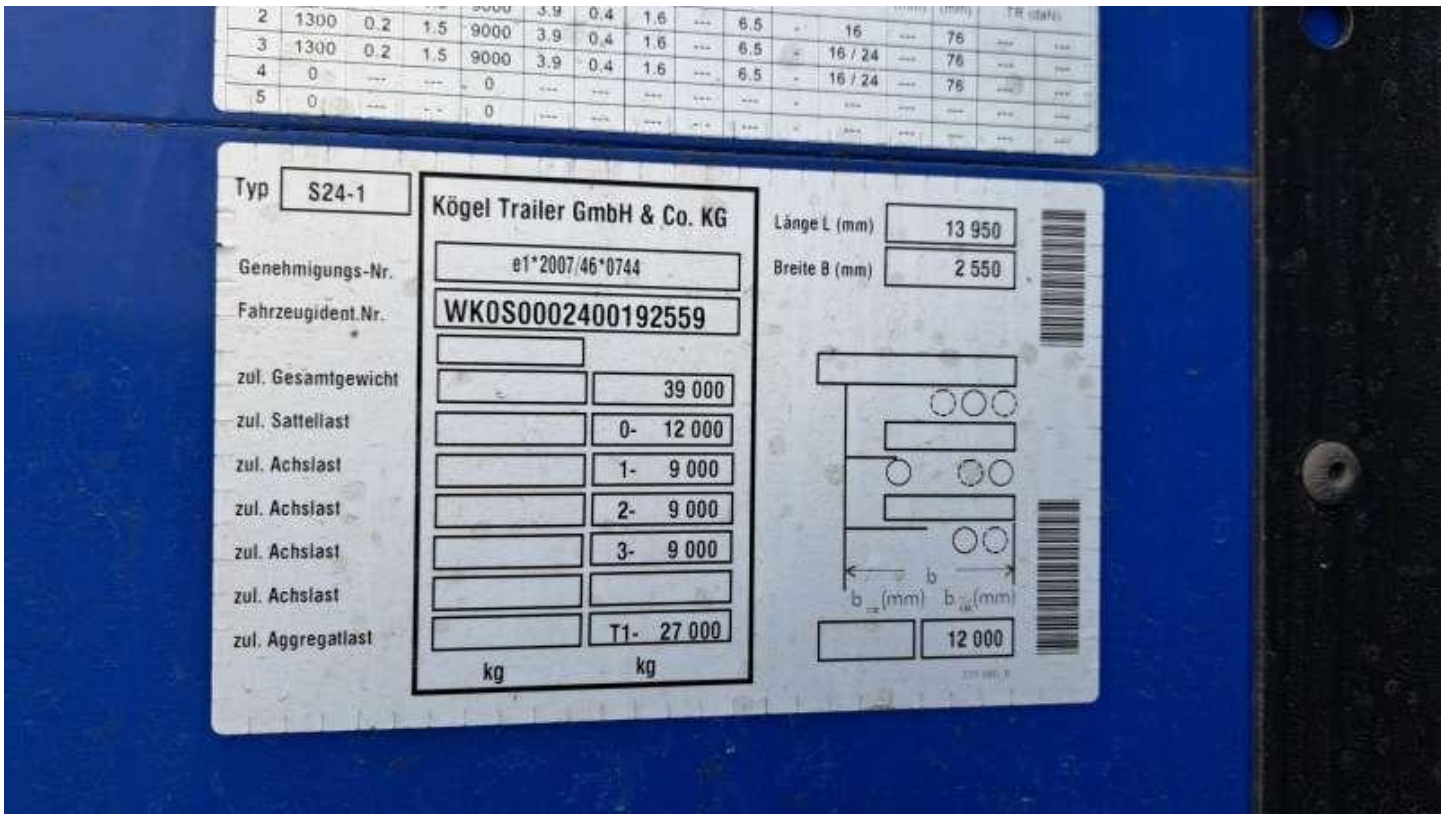 2 1300 0.2 1.5 9000 3.9 0.4 1.6 --- 6.5 - 16 --- 76 --- ---
3 1300 0.2 1.5 9000 3.9 0.4 1.6 --- 6.5 - 16 / 24 --- 76 --- ---
4 0 --- --- 0 --- --- --- --- 6.5 - 16 / 24 --- 76 --- ---
5 0 --- --- 0 --- --- --- --- --- - --- --- --- --- ---
Typ S24-1
Kögel Trailer GmbH & Co. KG
Länge L (mm) 13 950
Genehmigungs-Nr. e1*2007/46*0744
Breite B (mm) 2 550
Fahrzeugident.Nr. WK0S0002400192559
zul. Gesamtgewicht 39 000
zul. Sattellast 0- 12 000
zul. Achslast 1- 9 000
zul. Achslast 2- 9 000
zul. Achslast 3- 9 000
zul. Achslast
b
b (mm) b (mm)
zul. Aggregatlast T1- 27 000
12 000
kg kg